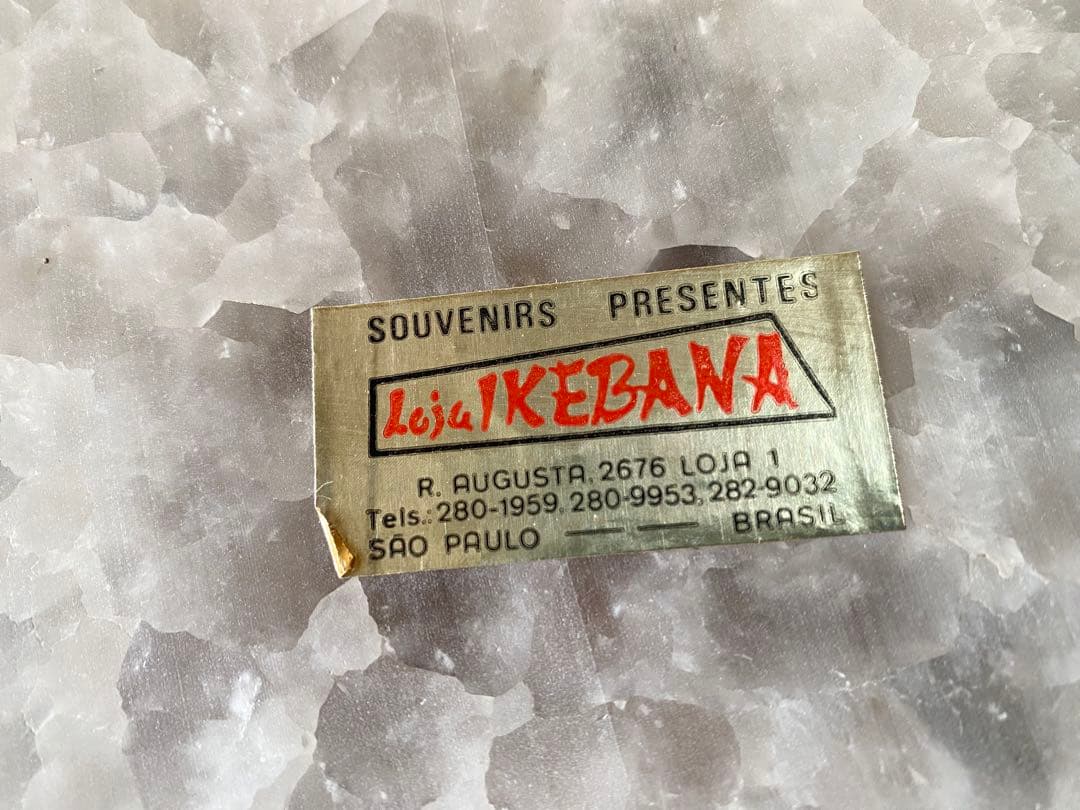 SOUVENIRS PRESENTES
Loja IKEBANA
R. AUGUSTA, 2676 LOJA 1
Tels.: 280-1959, 280-9953, 282-9032
SÃO PAULO — — BRASIL